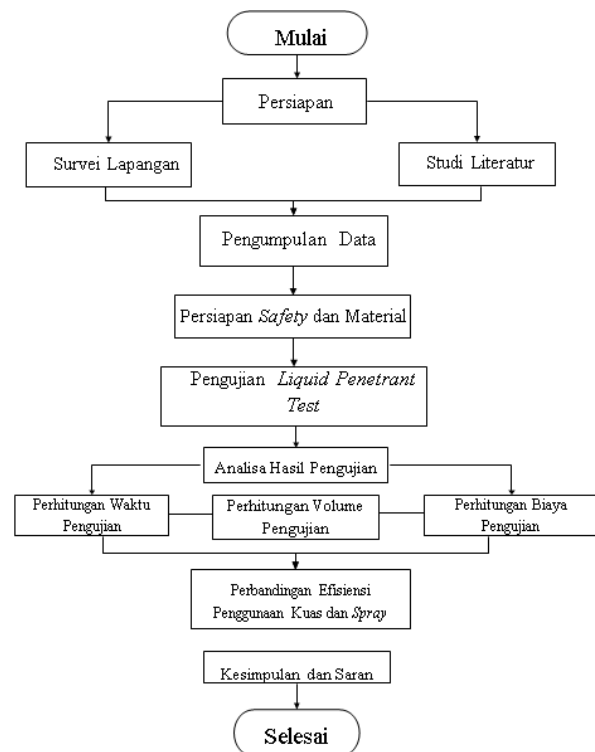 Mulai
Persiapan
Survei Lapangan
Studi Literatur
Pengumpulan Data
Persiapan Safety dan Material
Pengujian Liquid Penetrant
Test
Analisa Hasil Pengujian
Perhitungan Waktu
Pengujian
Perhitungan Volume
Pengujian
Perhitungan Biaya
Pengujian
Perbandingan Efisiensi
Penggunaan Kuas dan Spray
Kesimpulan dan Saran
Selesai